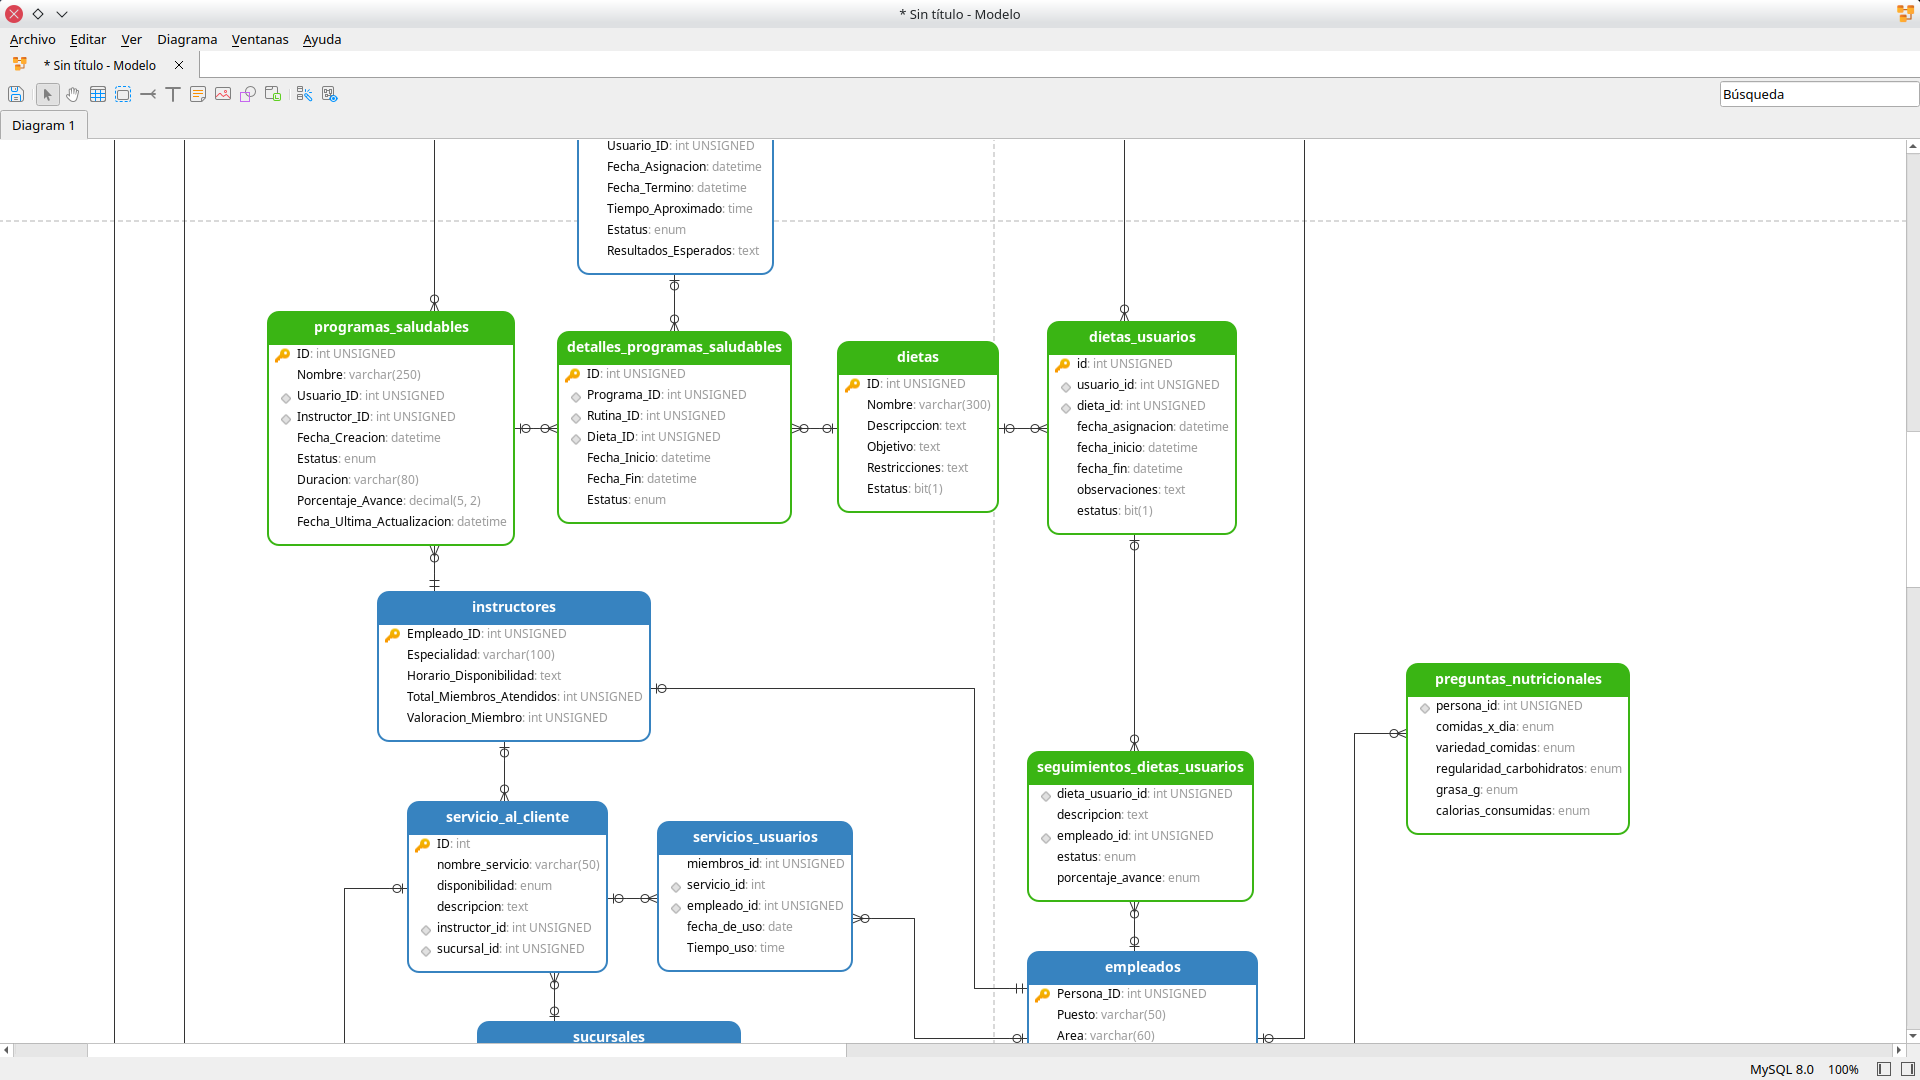 * Sin título - Modelo
Archivo Editar Ver Diagrama Ventanas Ayuda
* Sin título - Modelo
Búsqueda
Diagram 1
Usuario_ID: int UNSIGNED
Fecha_Asignacion: datetime
Fecha_Termino: datetime
Tiempo_Aproximado: time
Estatus: enum
Resultados_Esperados: text
programas_saludables
ID: int UNSIGNED
Nombre: varchar(250)
Usuario_ID: int UNSIGNED
Instructor_ID: int UNSIGNED
Fecha_Creacion: datetime
Estatus: enum
Duracion: varchar(80)
Porcentaje_Avance: decimal(5, 2)
Fecha_Ultima_Actualizacion: datetime
detalles_programas_saludables
ID: int UNSIGNED
Programa_ID: int UNSIGNED
Rutina_ID: int UNSIGNED
Dieta_ID: int UNSIGNED
Fecha_Inicio: datetime
Fecha_Fin: datetime
Estatus: enum
dietas
ID: int UNSIGNED
Nombre: varchar(300)
Descripccion: text
Objetivo: text
Restricciones: text
Estatus: bit(1)
dietas_usuarios
id: int UNSIGNED
usuario_id: int UNSIGNED
dieta_id: int UNSIGNED
fecha_asignacion: datetime
fecha_inicio: datetime
fecha_fin: datetime
observaciones: text
estatus: bit(1)
instructores
Empleado_ID: int UNSIGNED
Especialidad: varchar(100)
Horario_Disponibilidad: text
Total_Miembros_Atendidos: int UNSIGNED
Valoracion_Miembro: int UNSIGNED
preguntas_nutricionales
persona_id: int UNSIGNED
comidas_x_dia: enum
variedad_comidas: enum
regularidad_carbohidratos: enum
grasa_g: enum
calorias_consumidas: enum
seguimientos_dietas_usuarios
dieta_usuario_id: int UNSIGNED
descripcion: text
empleado_id: int UNSIGNED
estatus: enum
porcentaje_avance: enum
servicio_al_cliente
ID: int
nombre_servicio: varchar(50)
disponibilidad: enum
descripcion: text
instructor_id: int UNSIGNED
sucursal_id: int UNSIGNED
servicios_usuarios
miembros_id: int UNSIGNED
servicio_id: int
empleado_id: int UNSIGNED
fecha_de_uso: date
Tiempo_uso: time
empleados
Persona_ID: int UNSIGNED
Puesto: varchar(50)
Area: varchar(60)
sucursales
MySQL 8.0 100%